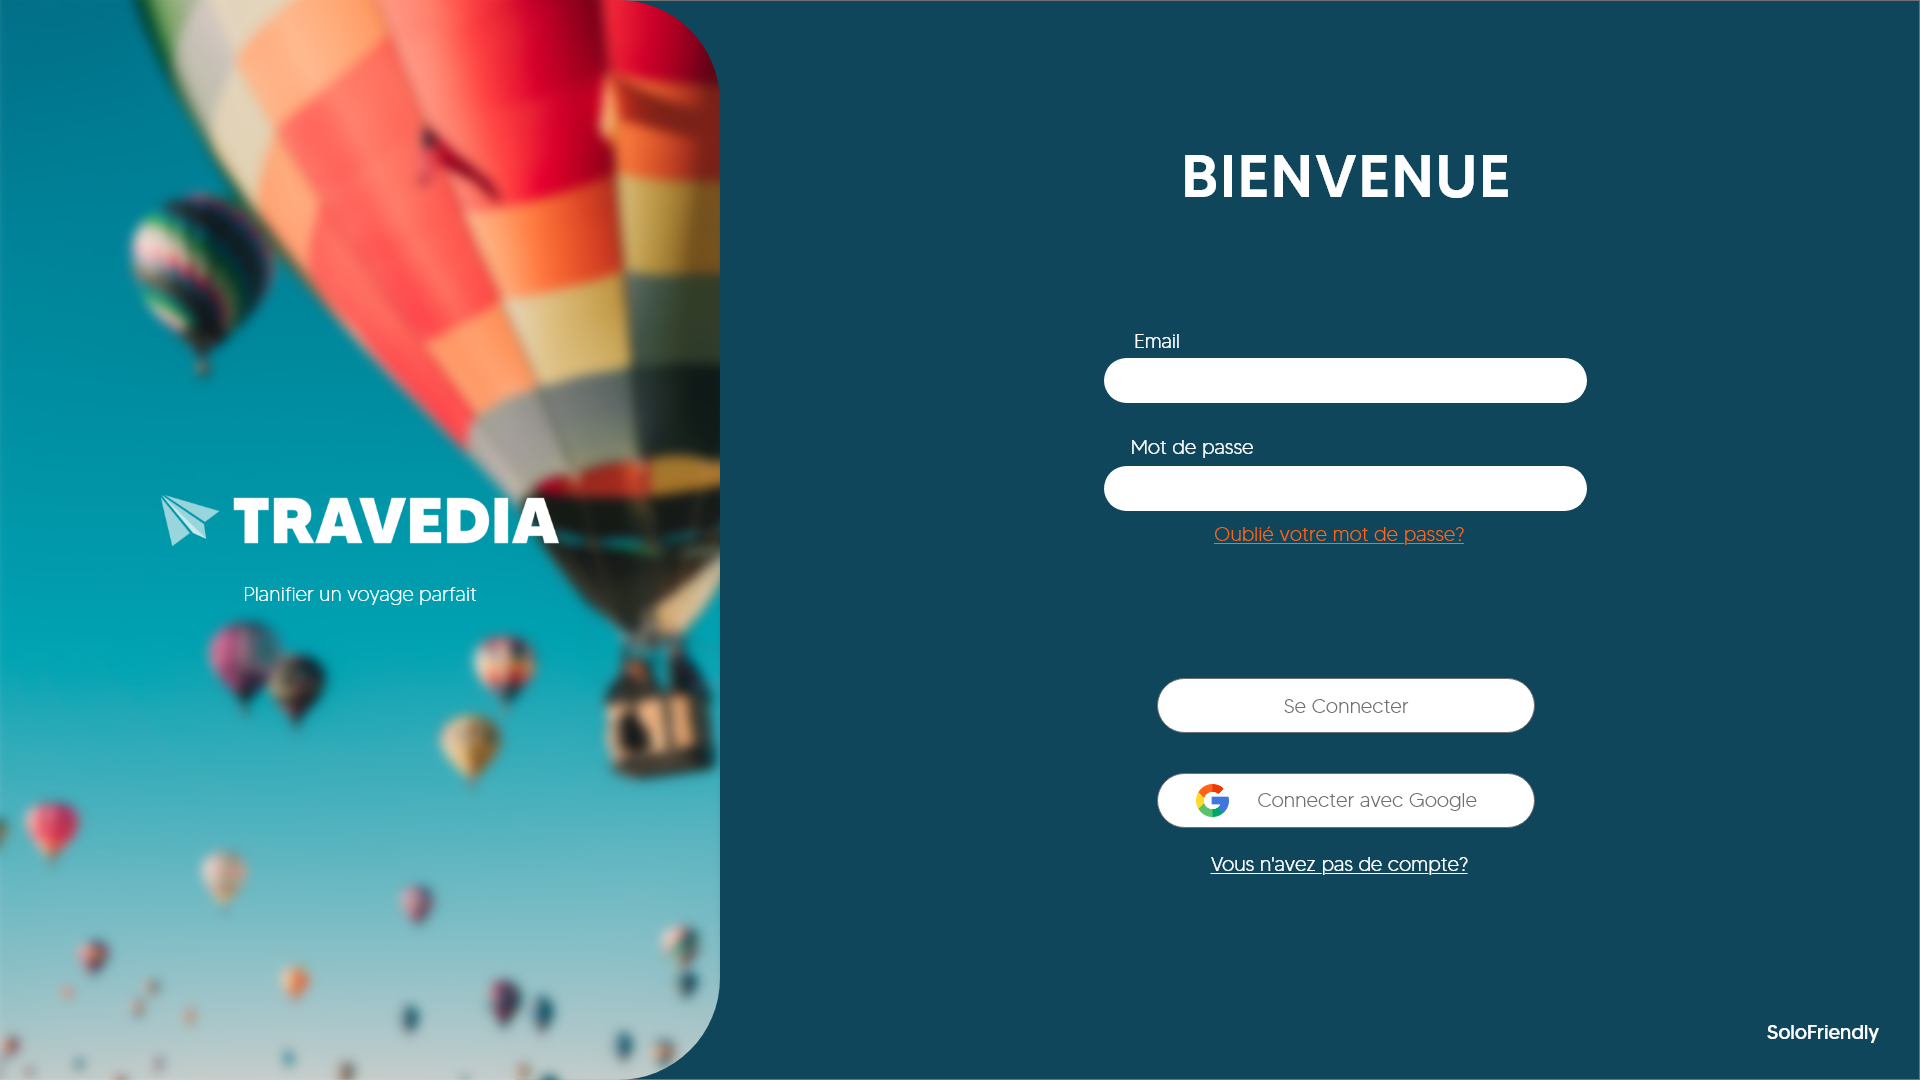 TRAVEDIA
Planifier un voyage parfait
BIENVENUE
Email
Mot de passe
Oublié votre mot de passe?
Se Connecter
Connecter avec Google
Vous n'avez pas de compte?
SoloFriendly